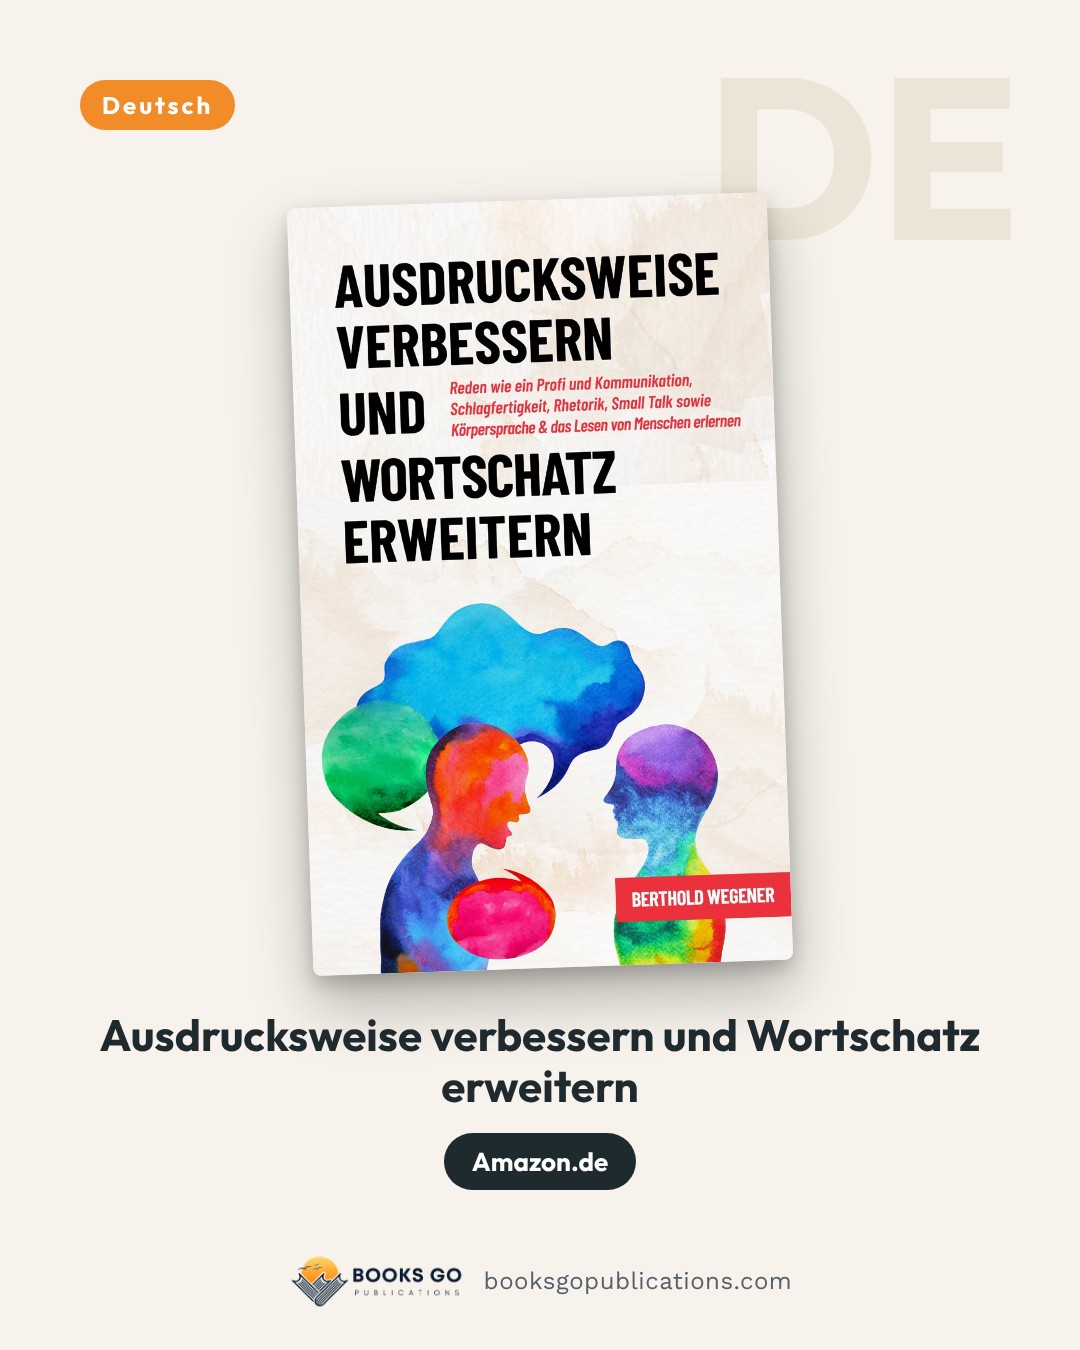 Deutsch
DE
AUSDRUCKSWEISE
VERBESSERN
UND
Reden wie ein Profi und Kommunikation,
Schlagfertigkeit, Rhetorik, Small Talk sowie
Körpersprache & das Lesen von Menschen erlernen
WORTSCHATZ
ERWEITERN
BERTHOLD WEGENER
Ausdrucksweise verbessern und Wortschatz
erweitern
Amazon.de
BOOKS GO
PUBLICATIONS
booksgopublications.com